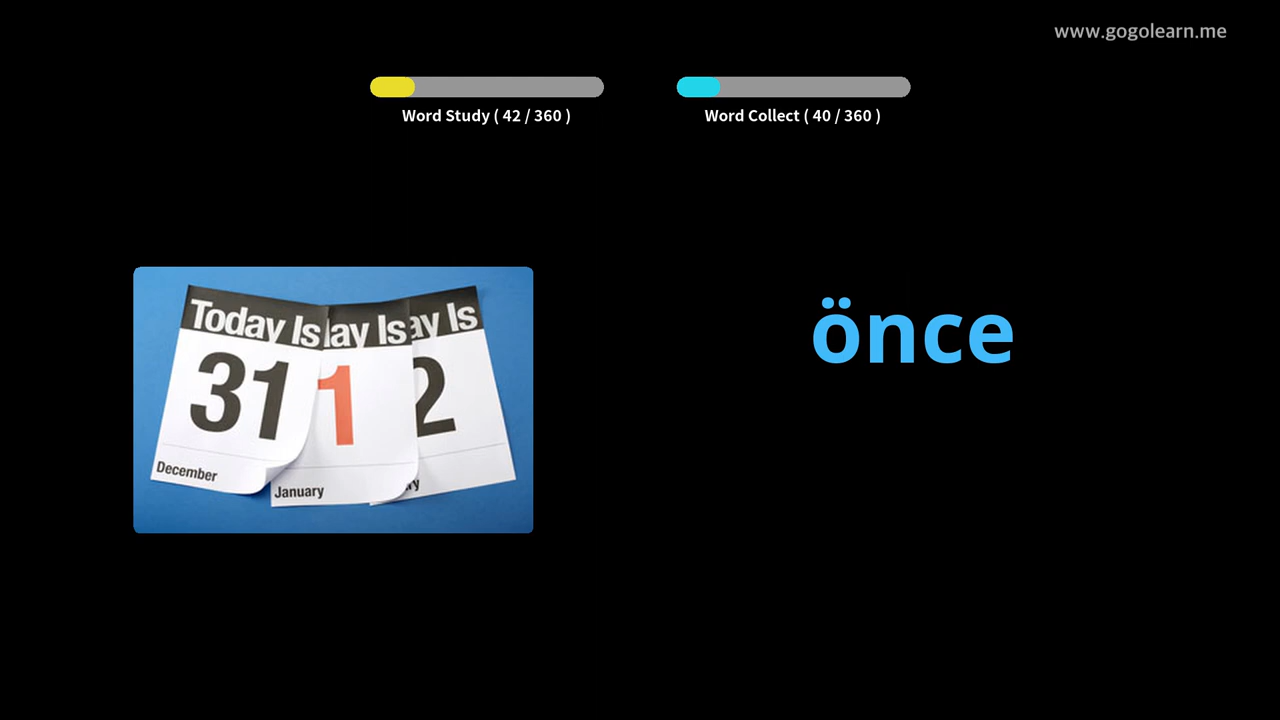 www.gogolearn.me
Word Study ( 42 / 360 )
Word Collect ( 40 / 360 )
Today Is
ay Is
ay Is
31
1
2
December
January
ry
önce